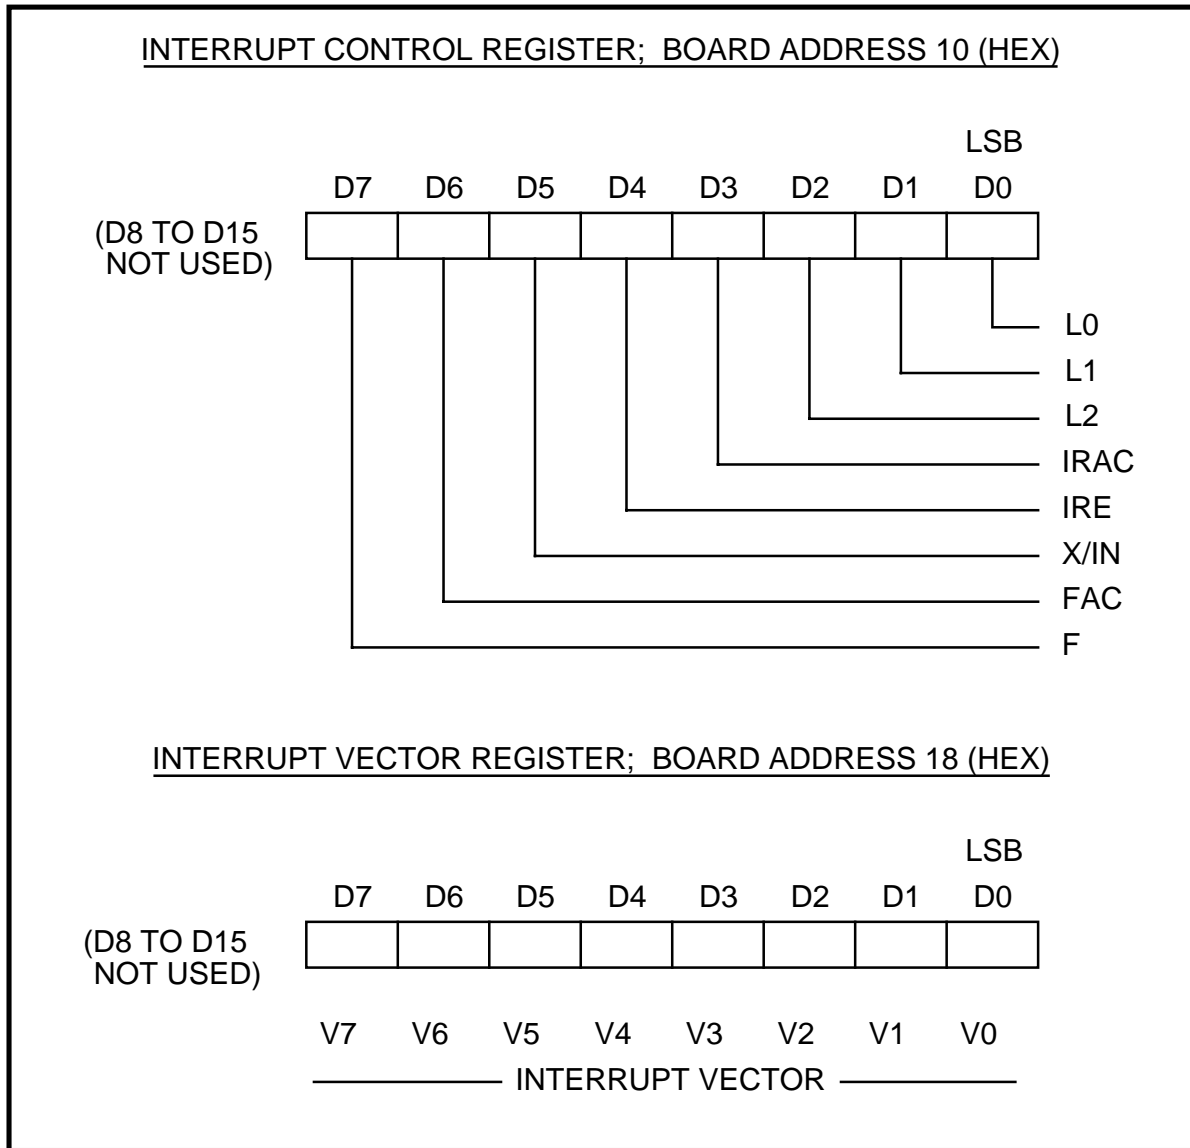 INTERRUPT CONTROL REGISTER; BOARD ADDRESS 10 (HEX)
LSB
D7 D6 D5 D4 D3 D2 D1 D0
(D8 TO D15
NOT USED)
L0
L1
L2
IRAC
IRE
X/IN
FAC
F
INTERRUPT VECTOR REGISTER; BOARD ADDRESS 18 (HEX)
LSB
D7 D6 D5 D4 D3 D2 D1 D0
(D8 TO D15
NOT USED)
V7 V6 V5 V4 V3 V2 V1 V0
INTERRUPT VECTOR